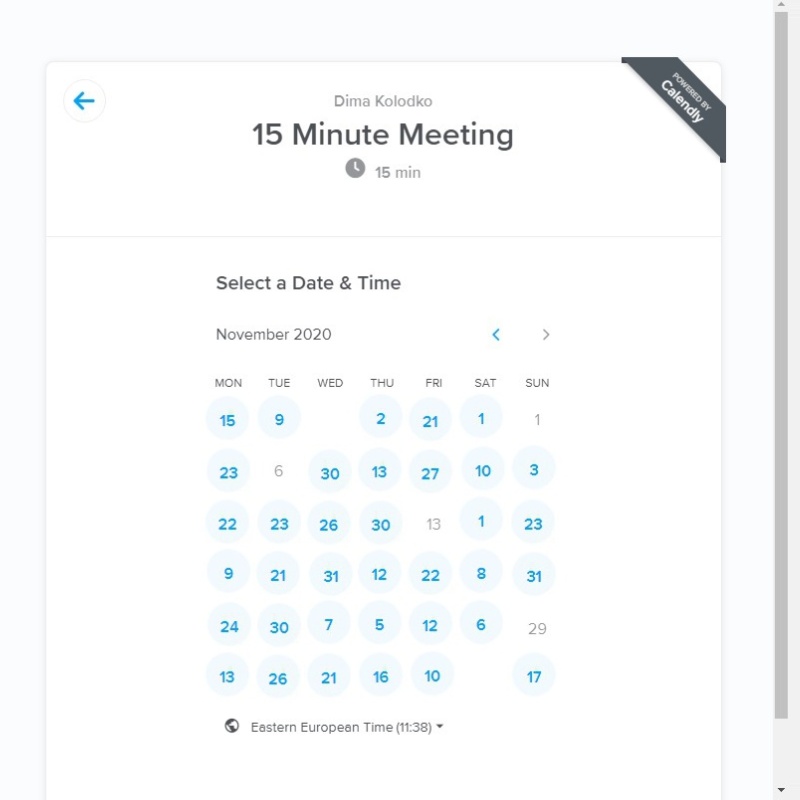 Dima Kolodko
POWERED BY
Calendly
15 Minute Meeting
15 min
Select a Date & Time
November 2020
MON TUE WED THU FRI SAT SUN
15 9 2 21 1 1
23 6 30 13 27 10 3
22 23 26 30 13 1 23
9 21 31 12 22 8 31
24 30 7 5 12 6 29
13 26 21 16 10 17
Eastern European Time (11:38)